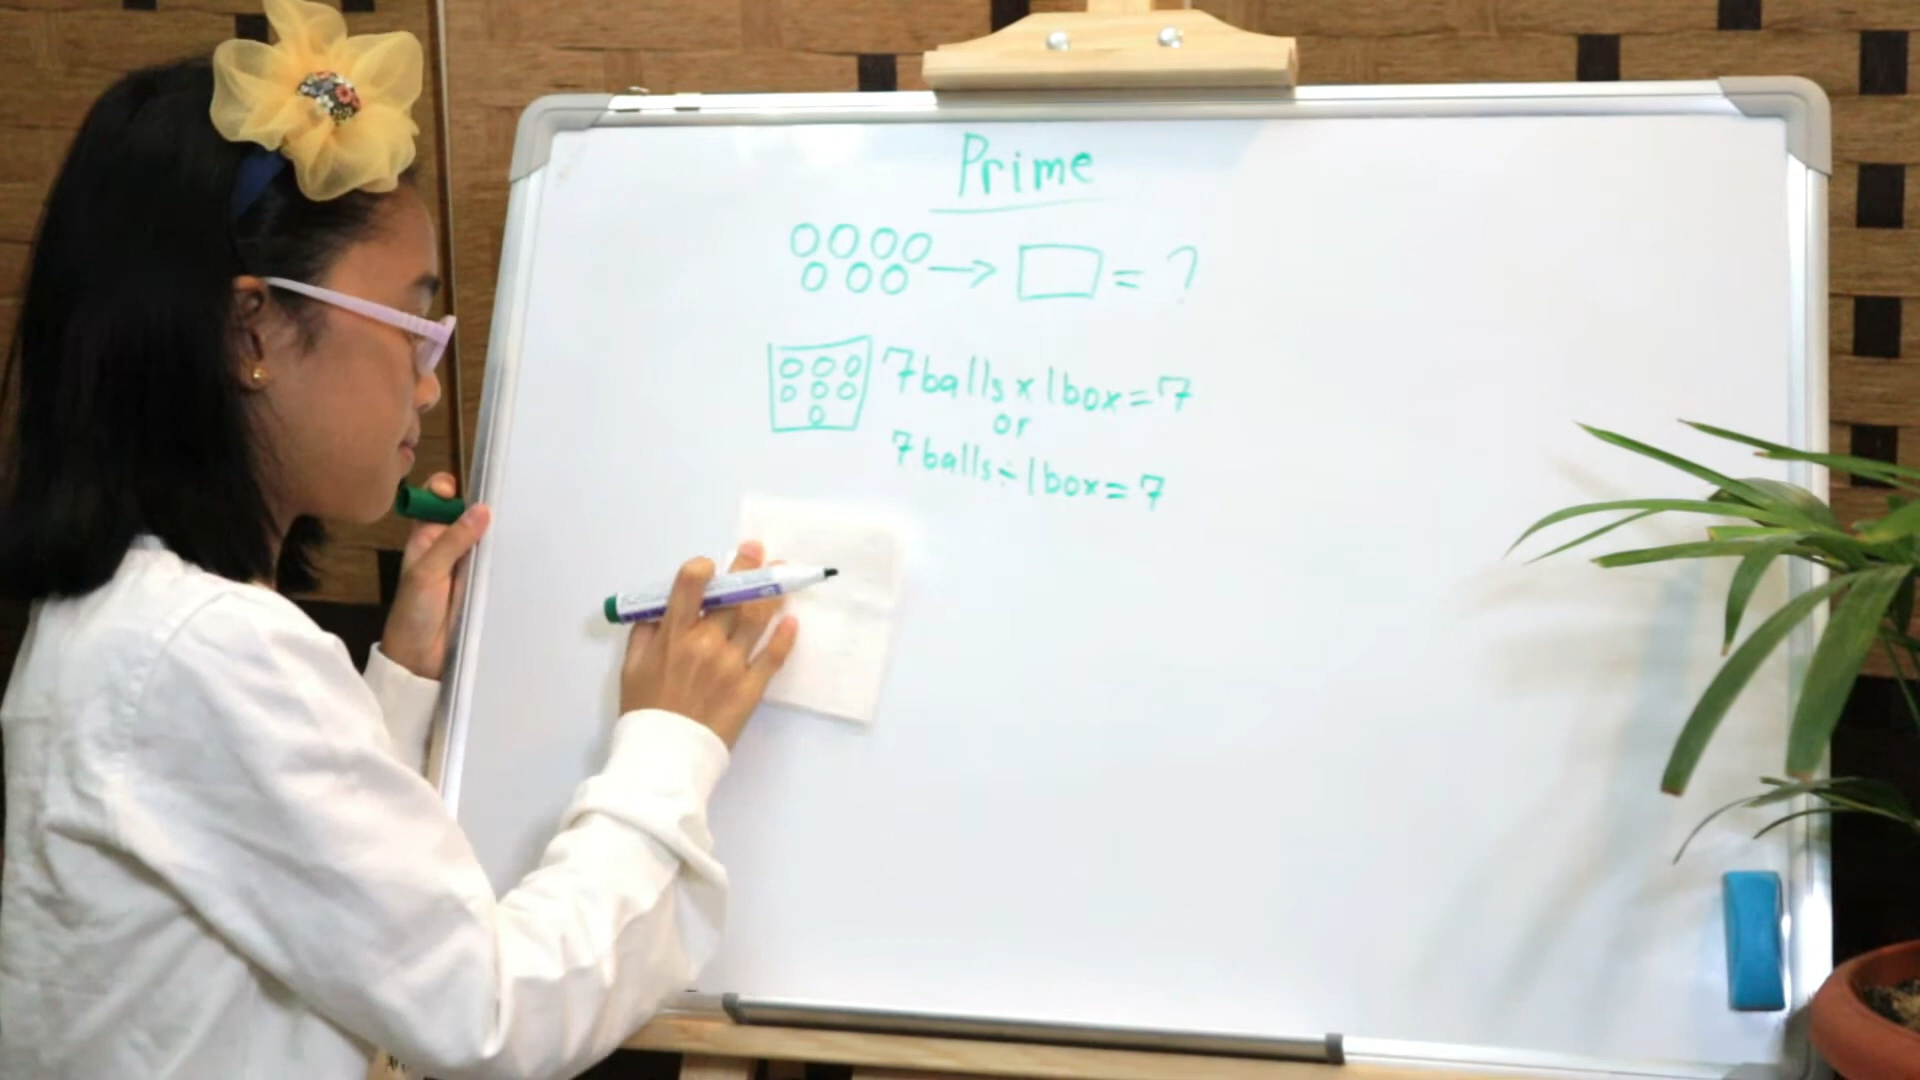 Prime
= ?
7 balls x 1 box = 7
or
7 balls ÷ 1 box = 7